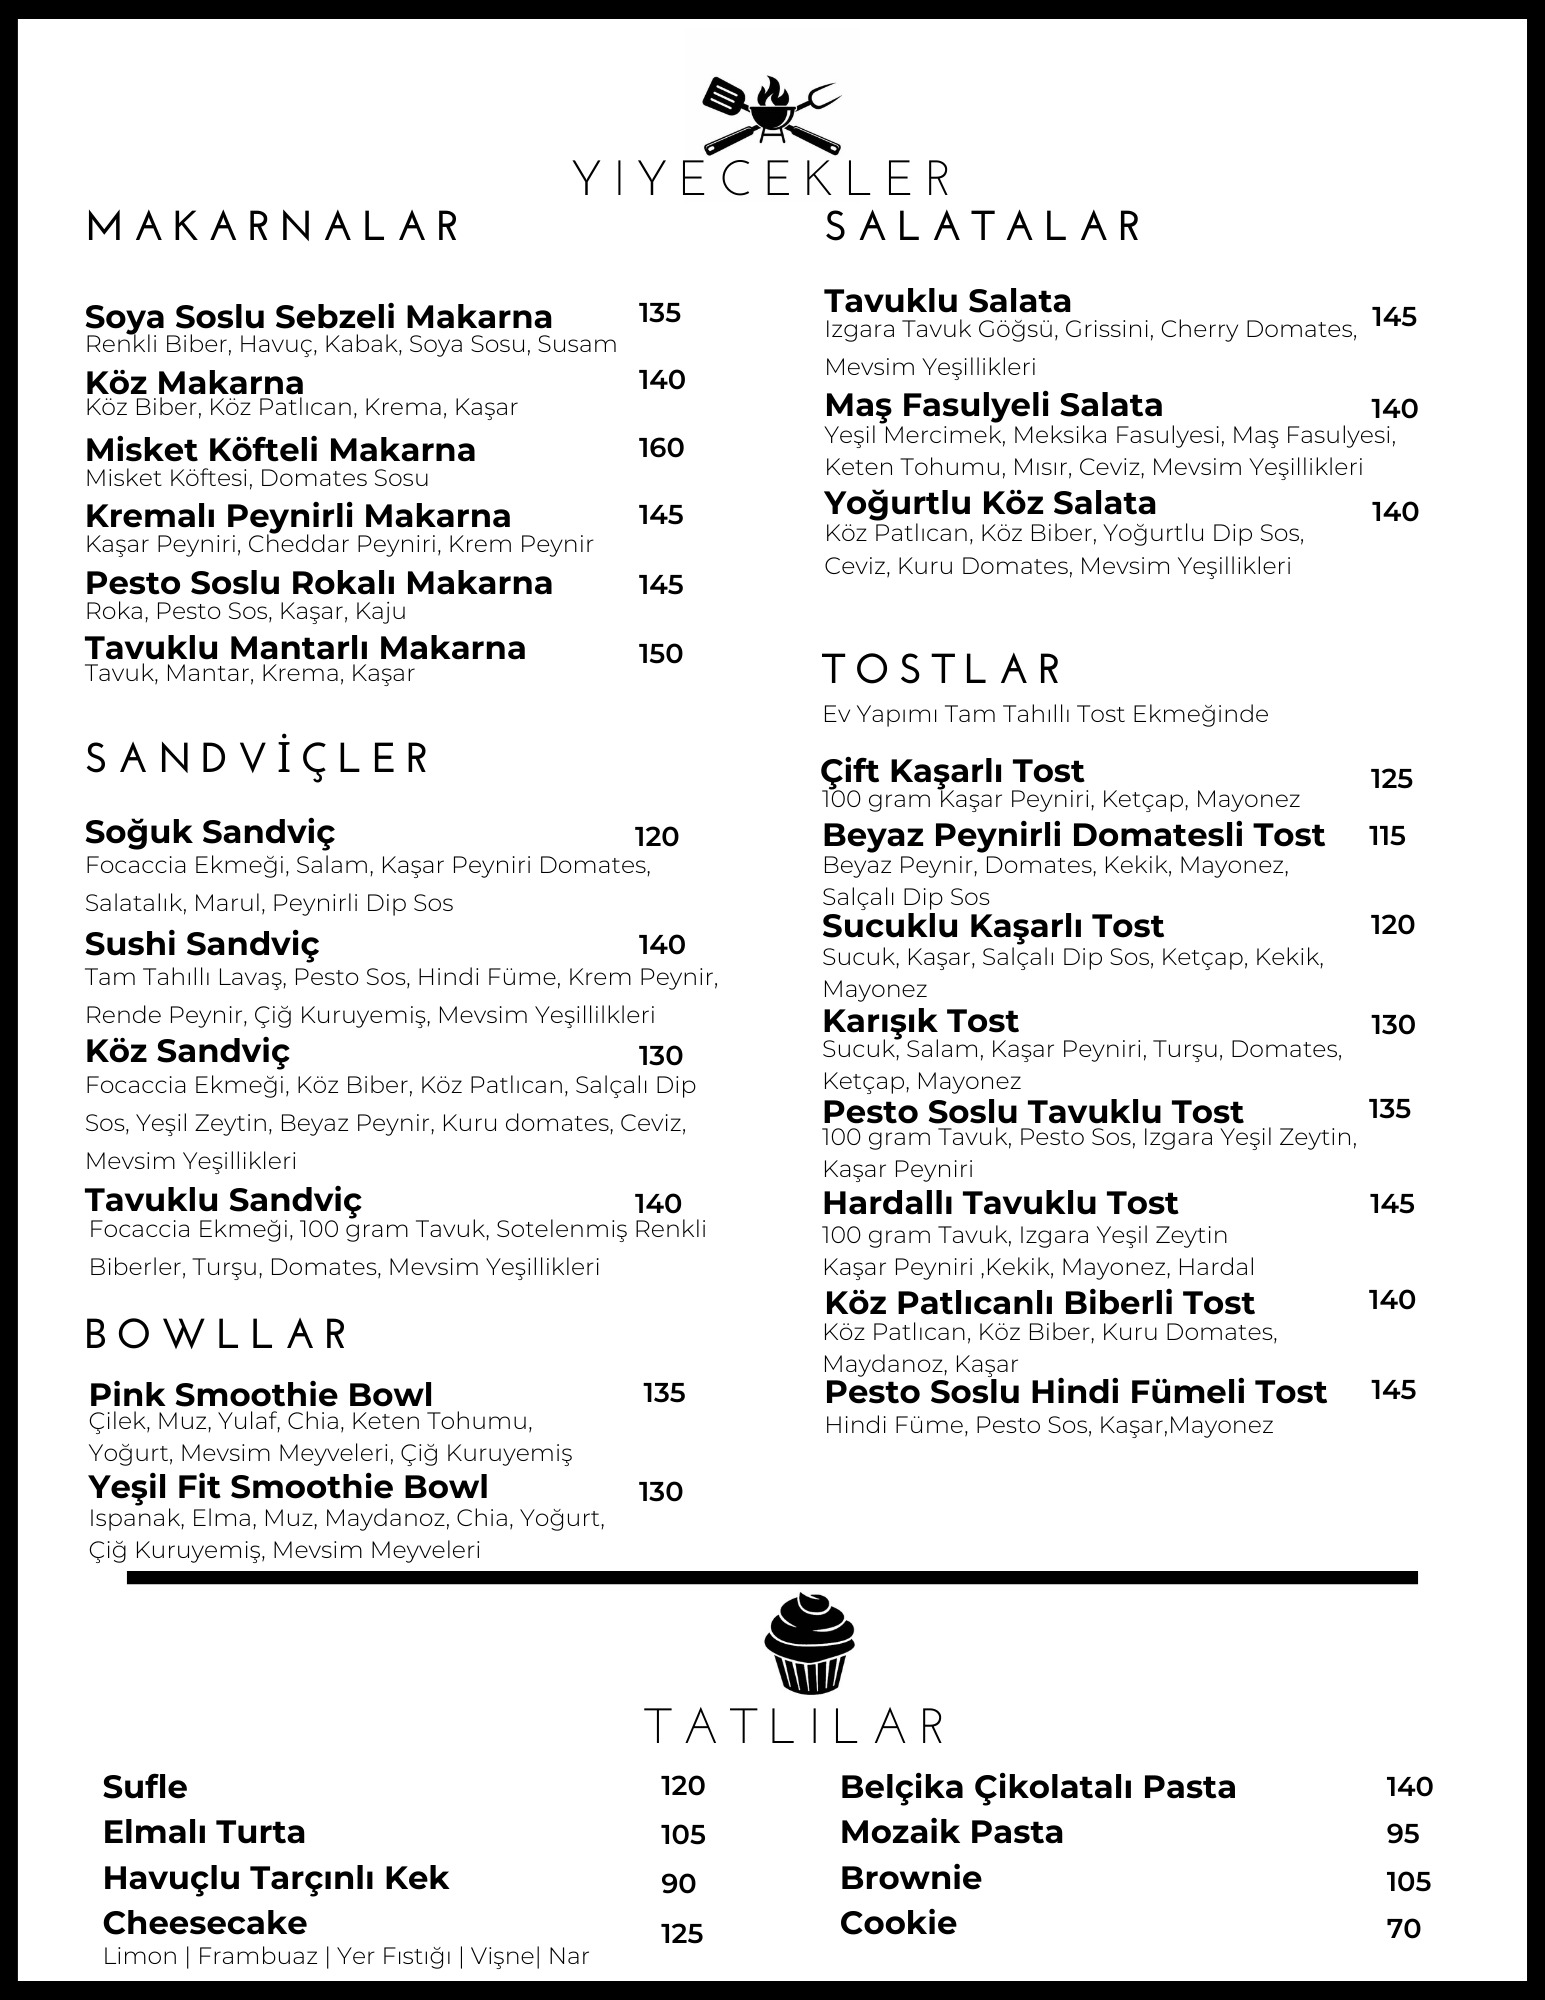 YIYECEKLER
MAKARNALAR
Soya Soslu Sebzeli Makarna 135
Renkli Biber, Havuç, Kabak, Soya Sosu, Susam
Köz Makarna 140
Köz Biber, Köz Patlıcan, Krema, Kaşar
Misket Köfteli Makarna 160
Misket Köftesi, Domates Sosu
Kremalı Peynirli Makarna 145
Kaşar Peyniri, Cheddar Peyniri, Krem Peynir
Pesto Soslu Rokalı Makarna 145
Roka, Pesto Sos, Kaşar, Kaju
Tavuklu Mantarlı Makarna 150
Tavuk, Mantar, Krema, Kaşar
SANDVİÇLER
Soğuk Sandviç 120
Focaccia Ekmeği, Salam, Kaşar Peyniri Domates,
Salatalık, Marul, Peynirli Dip Sos
Sushi Sandviç 140
Tam Tahıllı Lavaş, Pesto Sos, Hindi Füme, Krem Peynir,
Rende Peynir, Çiğ Kuruyemiş, Mevsim Yeşillilkleri
Köz Sandviç 130
Focaccia Ekmeği, Köz Biber, Köz Patlıcan, Salçalı Dip
Sos, Yeşil Zeytin, Beyaz Peynir, Kuru domates, Ceviz,
Mevsim Yeşillikleri
Tavuklu Sandviç 140
Focaccia Ekmeği, 100 gram Tavuk, Sotelenmiş Renkli
Biberler, Turşu, Domates, Mevsim Yeşillikleri
BOWLLAR
Pink Smoothie Bowl 135
Çilek, Muz, Yulaf, Chia, Keten Tohumu,
Yoğurt, Mevsim Meyveleri, Çiğ Kuruyemiş
Yeşil Fit Smoothie Bowl 130
Ispanak, Elma, Muz, Maydanoz, Chia, Yoğurt,
Çiğ Kuruyemiş, Mevsim Meyveleri
SALATALAR
Tavuklu Salata 145
Izgara Tavuk Göğsü, Grissini, Cherry Domates,
Mevsim Yeşillikleri
Maş Fasulyeli Salata 140
Yeşil Mercimek, Meksika Fasulyesi, Maş Fasulyesi,
Keten Tohumu, Mısır, Ceviz, Mevsim Yeşillikleri
Yoğurtlu Köz Salata 140
Köz Patlıcan, Köz Biber, Yoğurtlu Dip Sos,
Ceviz, Kuru Domates, Mevsim Yeşillikleri
TOSTLAR
Ev Yapımı Tam Tahıllı Tost Ekmeğinde
Çift Kaşarlı Tost 125
100 gram Kaşar Peyniri, Ketçap, Mayonez
Beyaz Peynirli Domatesli Tost 115
Beyaz Peynir, Domates, Kekik, Mayonez,
Salçalı Dip Sos
Sucuklu Kaşarlı Tost 120
Sucuk, Kaşar, Salçalı Dip Sos, Ketçap, Kekik,
Mayonez
Karışık Tost 130
Sucuk, Salam, Kaşar Peyniri, Turşu, Domates,
Ketçap, Mayonez
Pesto Soslu Tavuklu Tost 135
100 gram Tavuk, Pesto Sos, Izgara Yeşil Zeytin,
Kaşar Peyniri
Hardallı Tavuklu Tost 145
100 gram Tavuk, Izgara Yeşil Zeytin
Kaşar Peyniri ,Kekik, Mayonez, Hardal
Köz Patlıcanlı Biberli Tost 140
Köz Patlıcan, Köz Biber, Kuru Domates,
Maydanoz, Kaşar
Pesto Soslu Hindi Fümeli Tost 145
Hindi Füme, Pesto Sos, Kaşar,Mayonez
TATLILAR
Sufle 120
Elmalı Turta 105
Havuçlu Tarçınlı Kek 90
Cheesecake 125
Limon | Frambuaz | Yer Fıstığı | Vişne| Nar
Belçika Çikolatalı Pasta 140
Mozaik Pasta 95
Brownie 105
Cookie 70